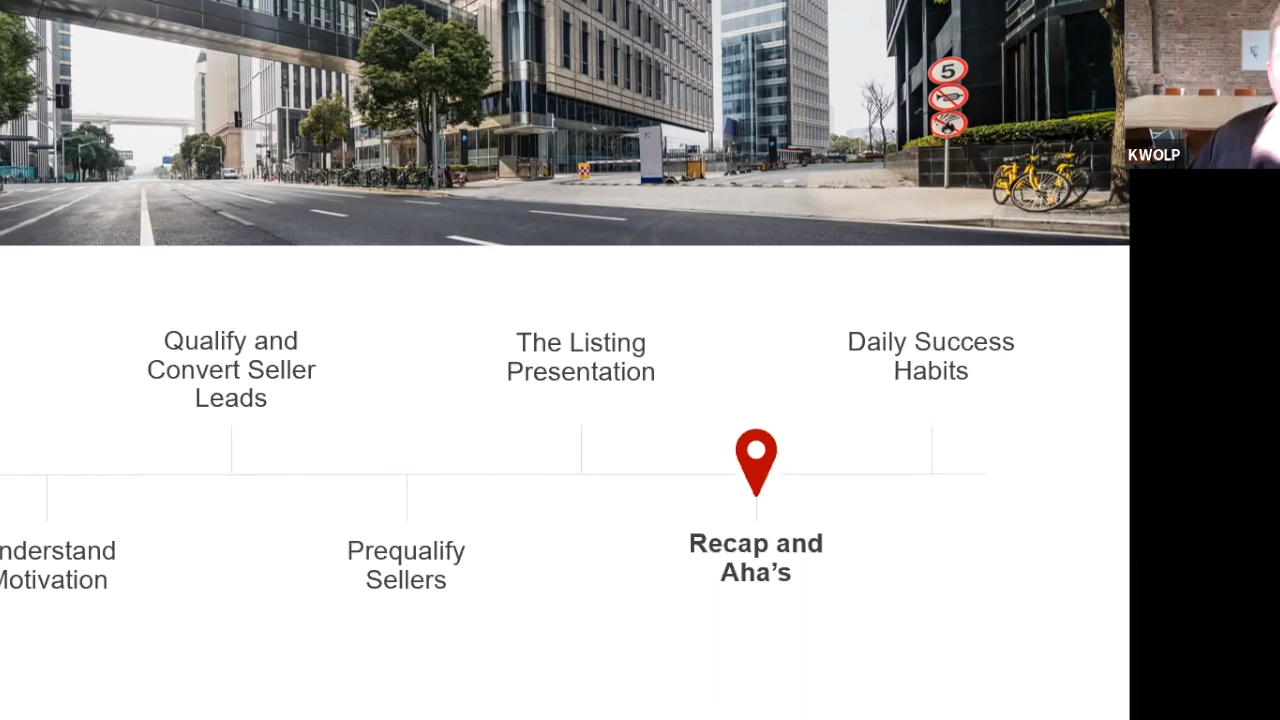 5
KWOLP
Qualify and
Convert Seller
Leads
The Listing
Presentation
Daily Success
Habits
nderstand
Motivation
Prequalify
Sellers
Recap and
Aha’s